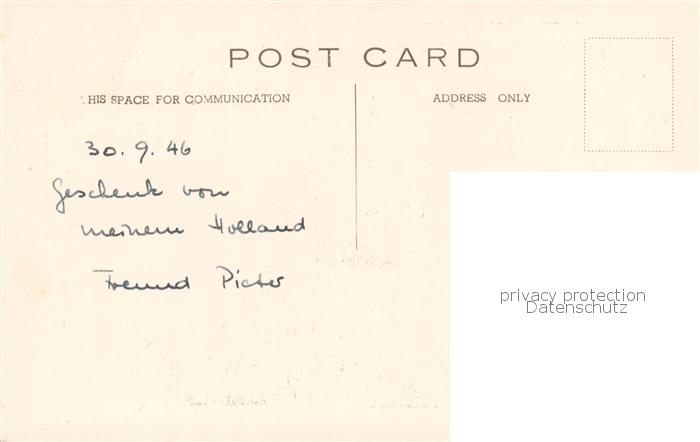 POST CARD
HIS SPACE FOR COMMUNICATION
ADDRESS ONLY
30. 9. 46
Geschenk von
meinem Holland
Freund Pieter
privacy protection
Datenschutz